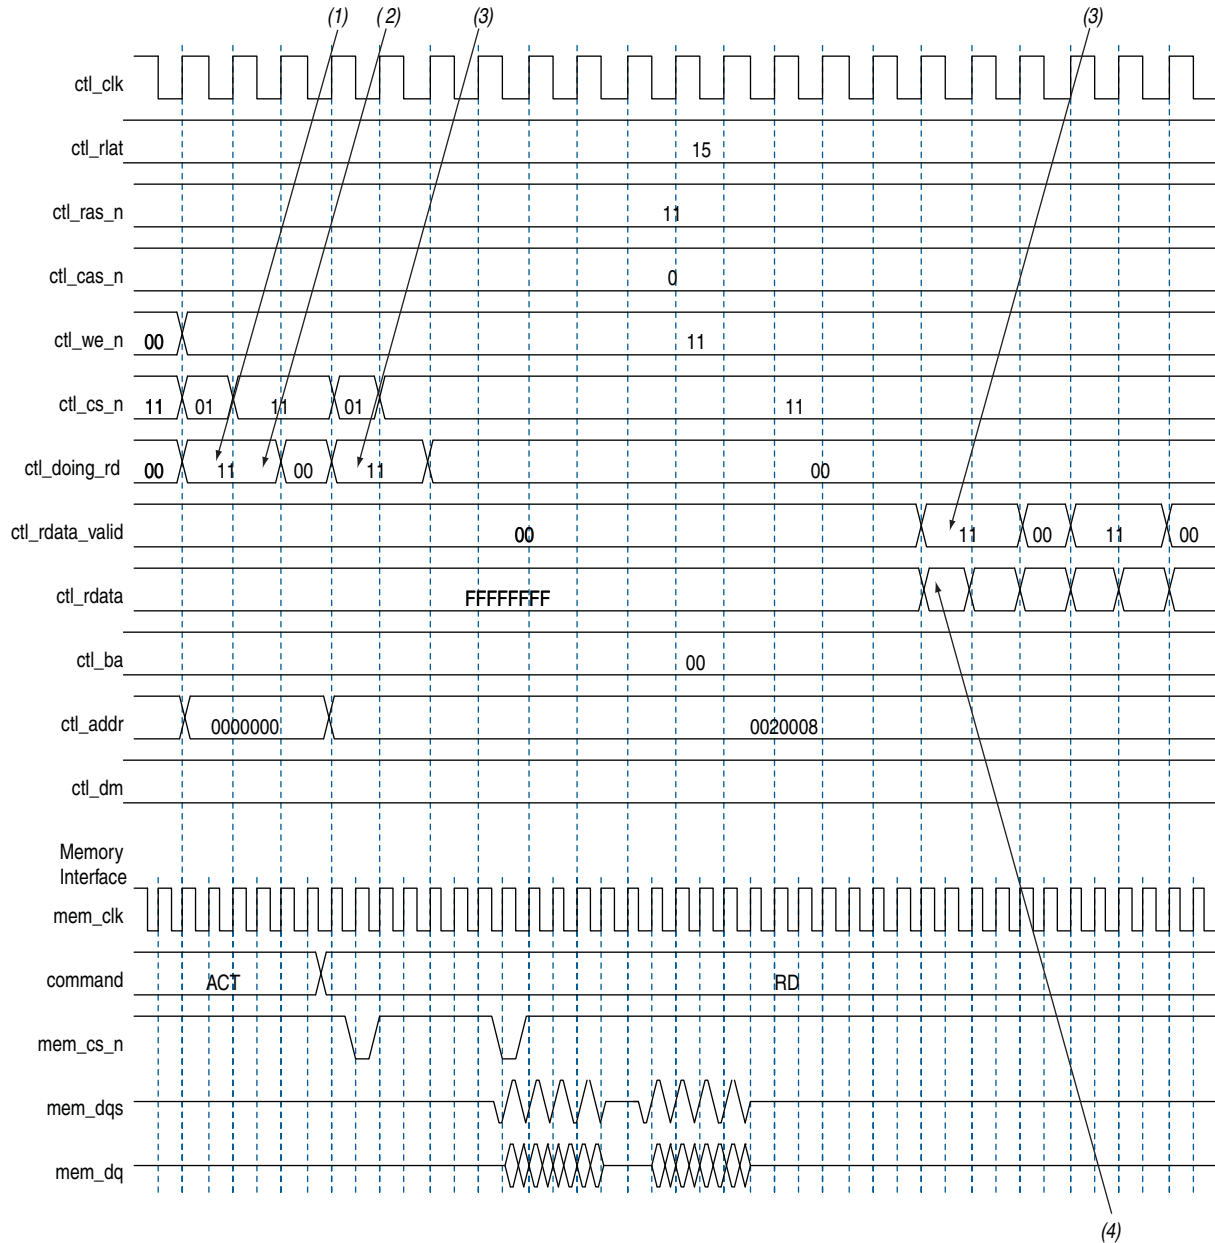 (1) (2) (3) (3)
ctl_clk
ctl_rlat 15
ctl_ras_n 11
ctl_cas_n 0
ctl_we_n 00 11
ctl_cs_n 11 01 11 01 11
ctl_doing_rd 00 11 00 11 00
ctl_rdata_valid 00 11 00 11 00
ctl_rdata FFFFFFFF
ctl_ba 00
ctl_addr 0000000 0020008
ctl_dm
Memory
Interface
mem_clk
command ACT RD
mem_cs_n
mem_dqs
mem_dq
(4)